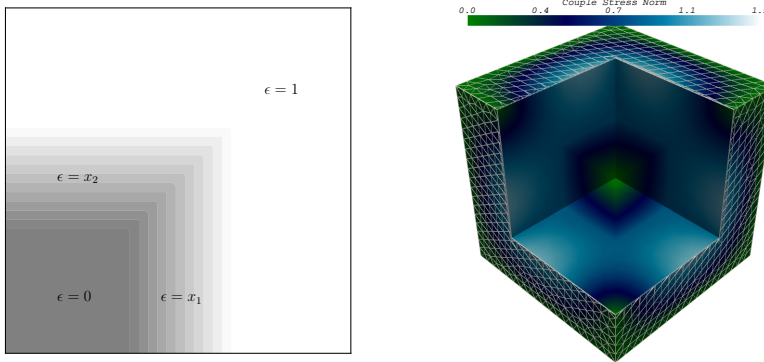 ϵ = 1
ϵ = x₂
ϵ = 0
ϵ = x₁
Couple Stress Norm
0.0 0.4 0.7 1.1